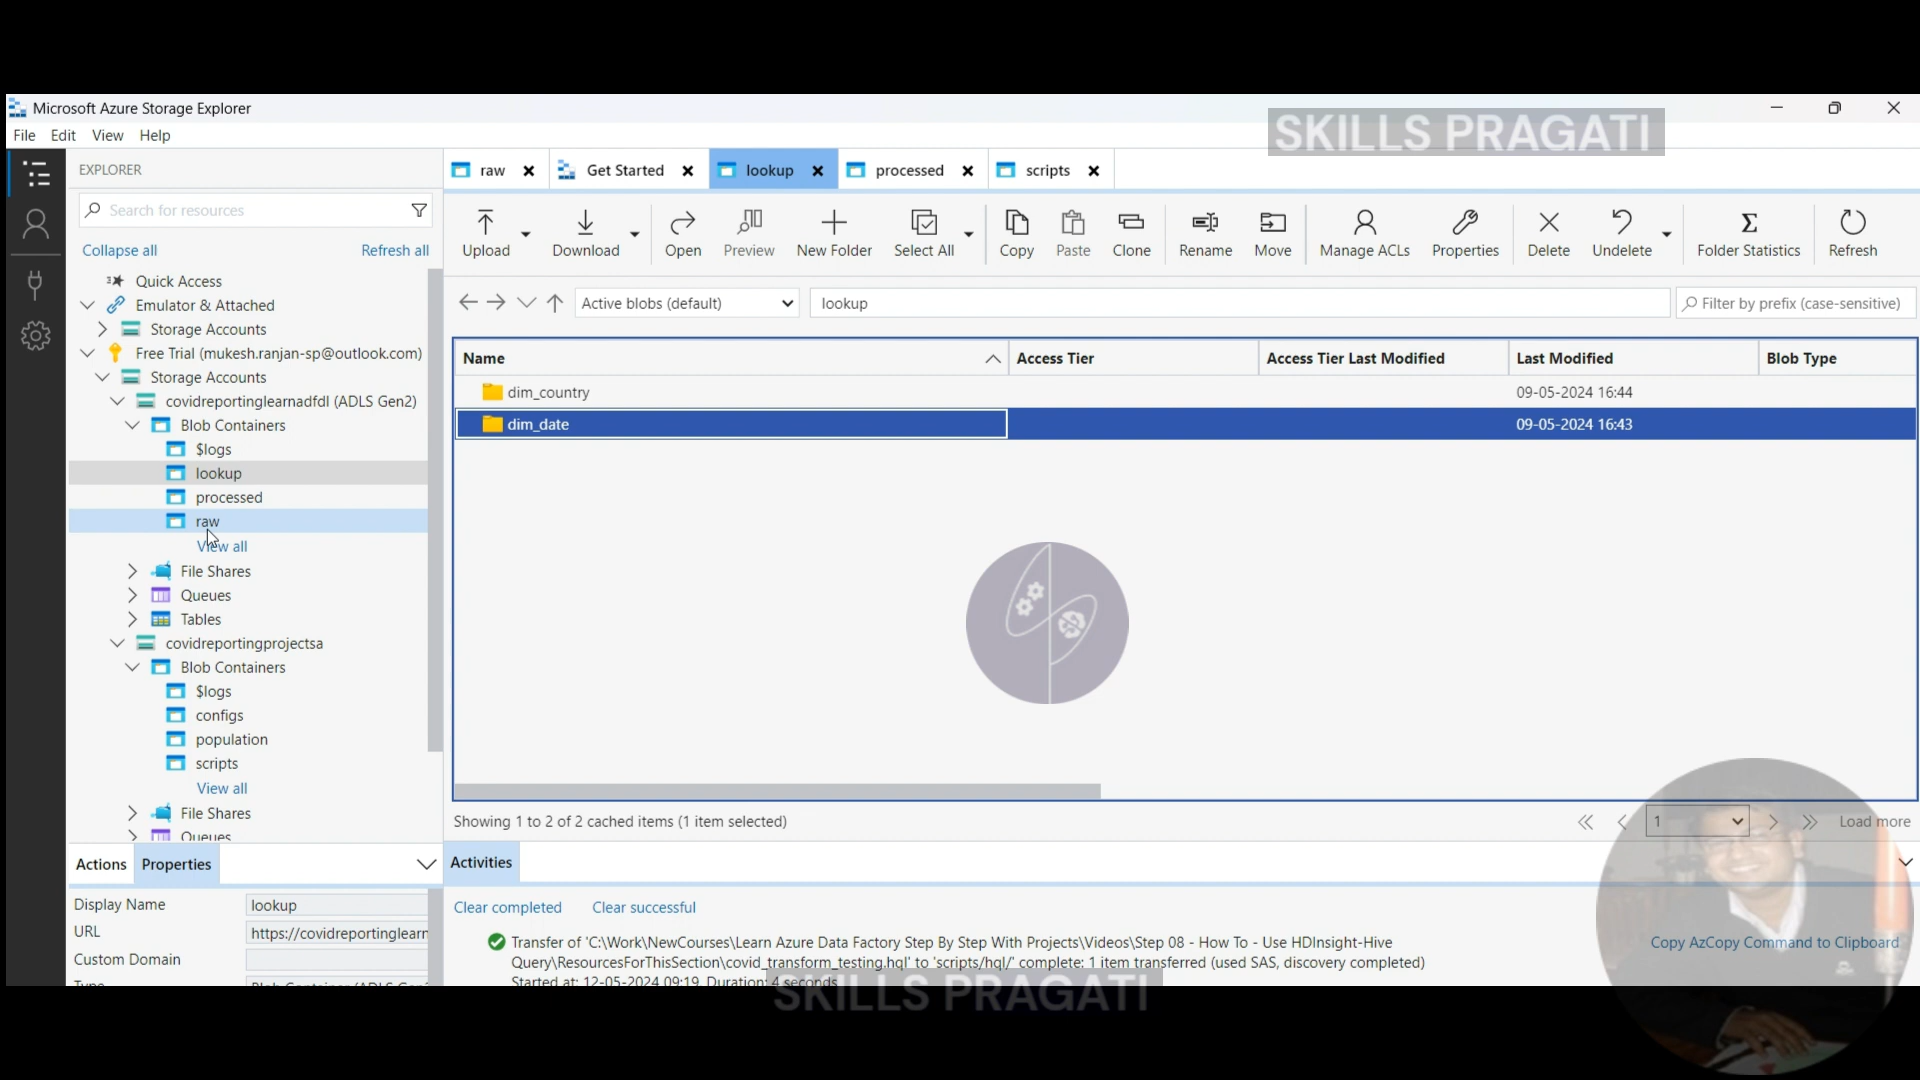 Microsoft Azure Storage Explorer
SKILLS PRAGATI
File Edit View Help
EXPLORER
raw Get Started lookup processed scripts
Search for resources
Collapse all Refresh all
Upload Download Open Preview New Folder Select All Copy Paste Clone Rename Move Manage ACLs Properties Delete Undelete Folder Statistics Refresh
Active blobs (default) lookup Filter by prefix (case-sensitive)
Quick Access
Emulator & Attached
Storage Accounts
Free Trial (mukesh.ranjan-sp@outlook.com)
Storage Accounts
covidreportinglearnadfdl (ADLS Gen2)
Blob Containers
$logs
lookup
processed
raw
View all
File Shares
Queues
Tables
covidreportingprojectsa
Blob Containers
$logs
configs
population
scripts
View all
File Shares
Queues
Name Access Tier Access Tier Last Modified Last Modified Blob Type
dim_country 09-05-2024 16:44
dim_date 09-05-2024 16:43
Showing 1 to 2 of 2 cached items (1 item selected)
1 Load more
Actions Properties
Display Name lookup
URL https://covidreportinglearn
Custom Domain
Activities
Clear completed Clear successful
Transfer of 'C:\Work\NewCourses\Learn Azure Data Factory Step By Step With Projects\Videos\Step 08 - How To - Use HDInsight-Hive
Query\ResourcesForThisSection\covid_transform_testing.hql' to 'scripts/hql/' complete: 1 item transferred (used SAS, discovery completed)
Started at: 12-05-2024 09:19, Duration: 4 seconds
Copy AzCopy Command to Clipboard
SKILLS PRAGATI